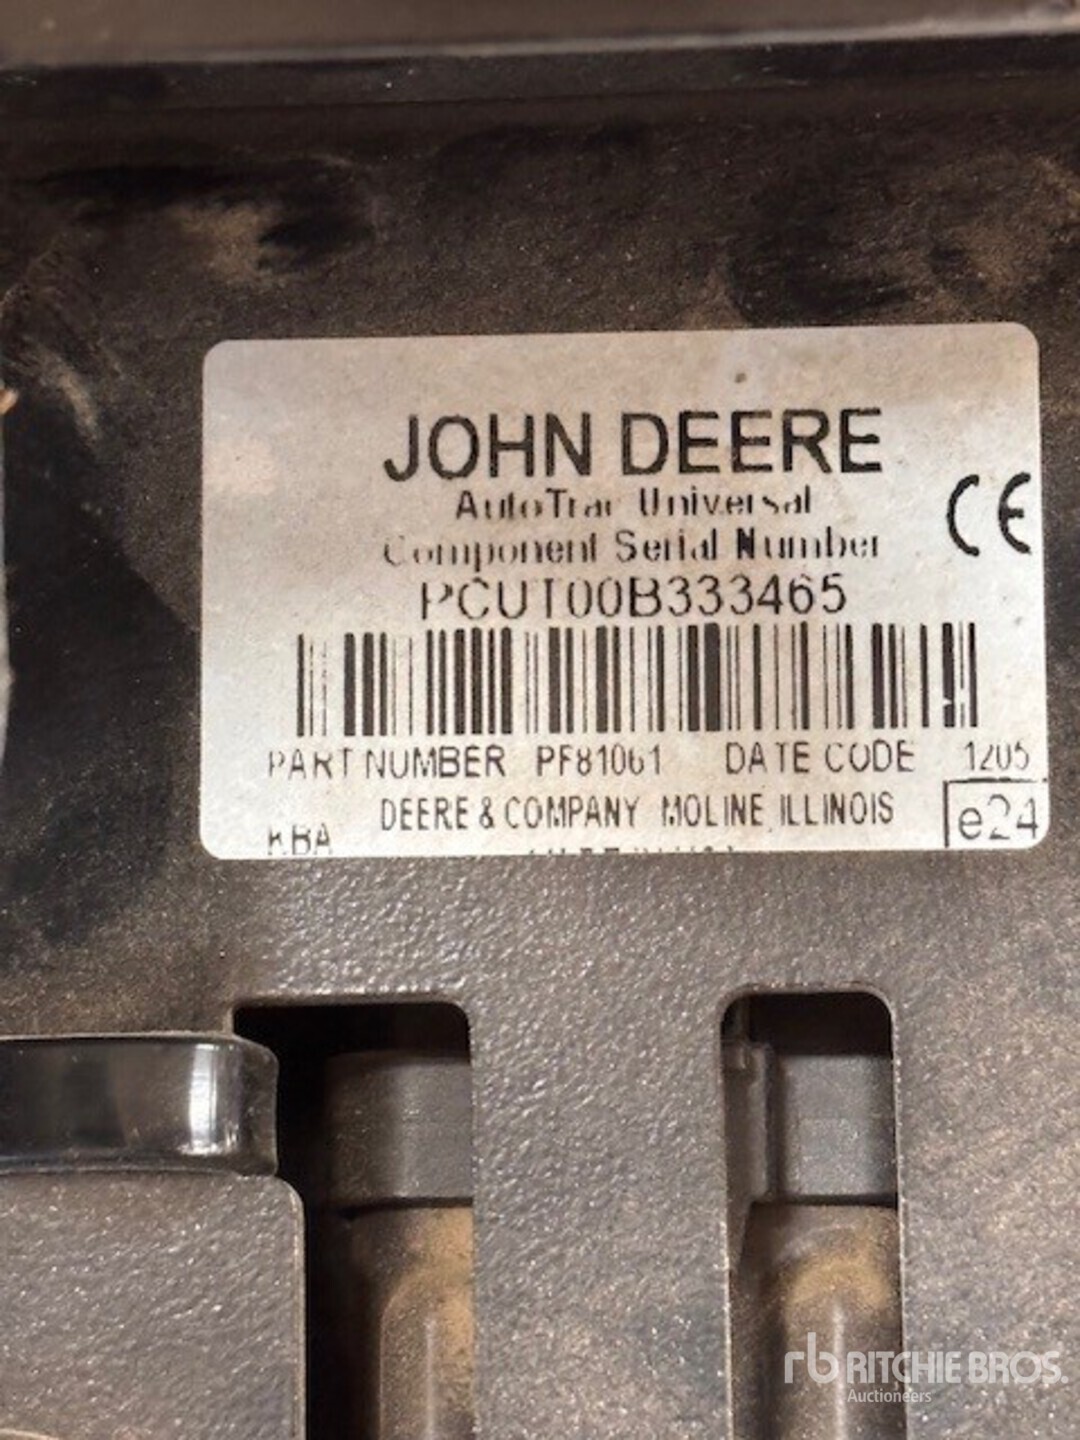 JOHN DEERE
AutoTrac Universal
Component Serial Number
CE
PCUT00B333465
PART NUMBER PF81061 DATE CODE 1205
DEERE & COMPANY MOLINE, ILLINOIS
e24
KBA
rb RITCHIE BROS.
Auctioneers